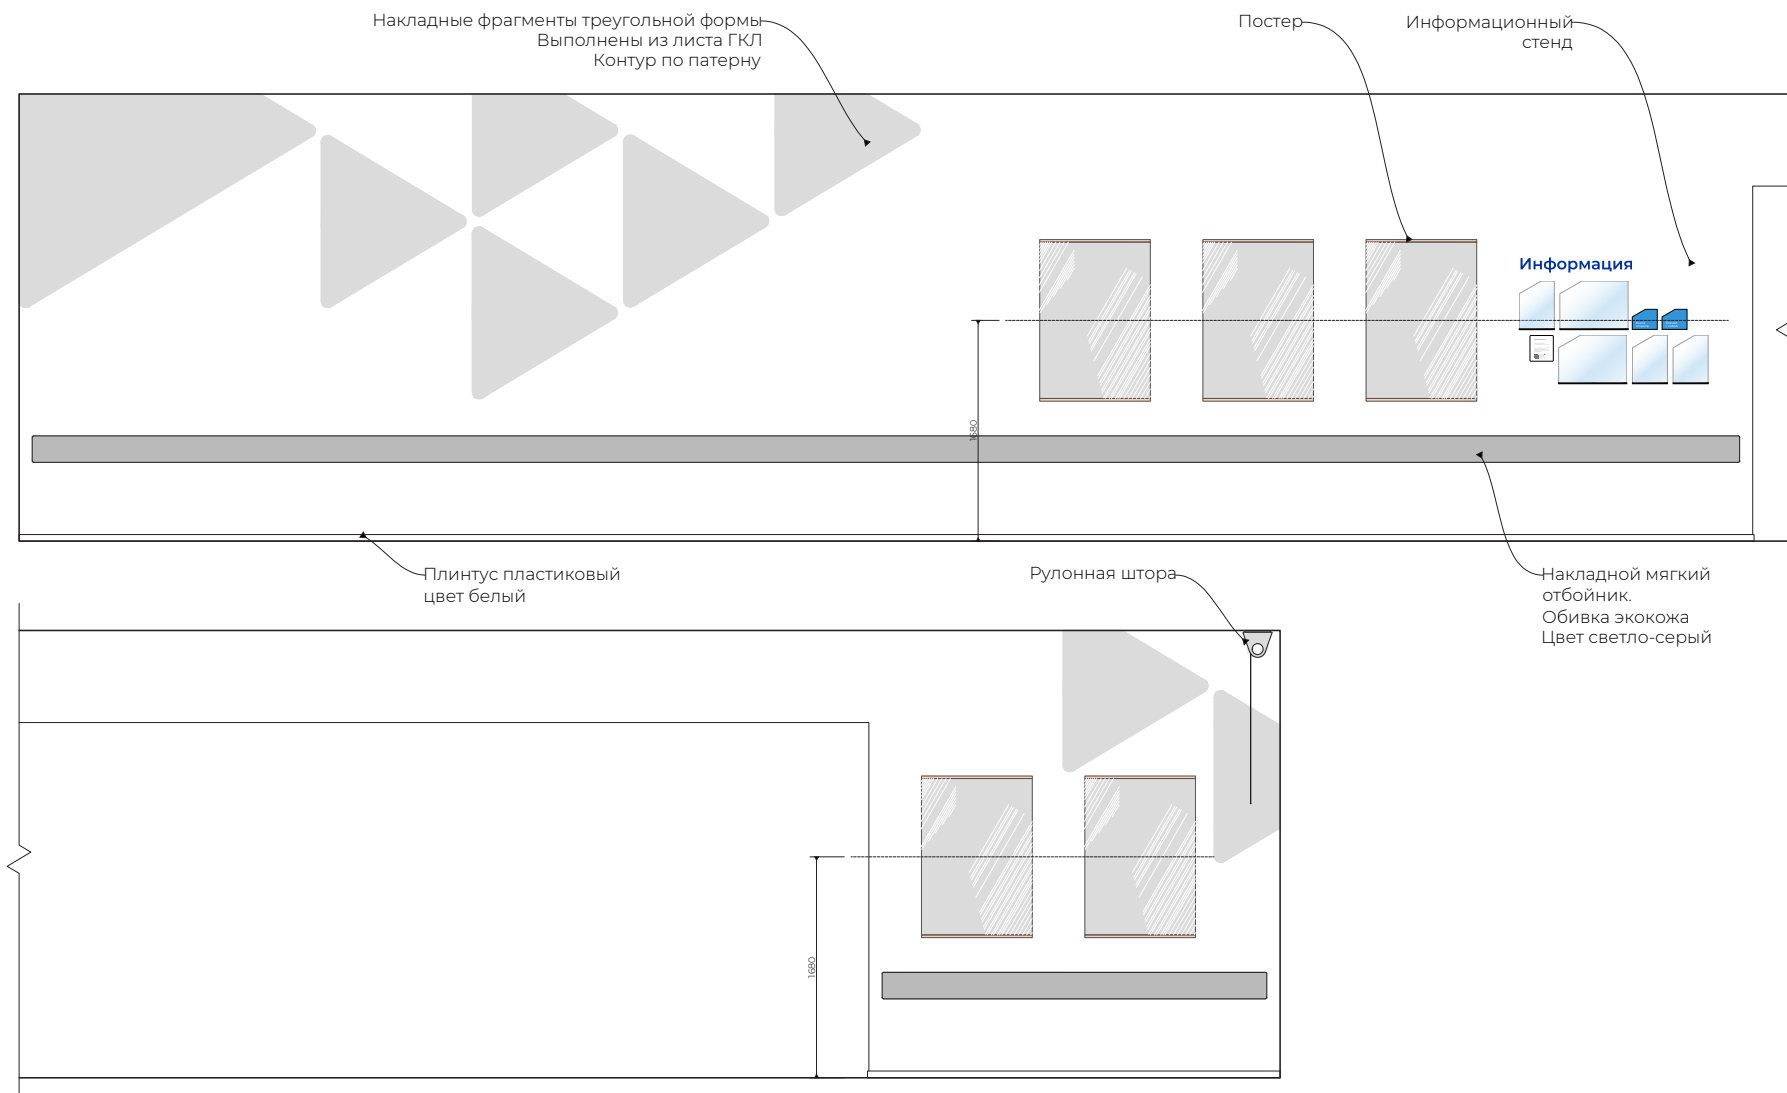 Накладные фрагменты треугольной формы
Выполнены из листа ГКЛ
Контур по патерну
Постер
Информационный
стенд
Информация
1680
Плинтус пластиковый
цвет белый
Рулонная штора
Накладной мягкий
отбойник.
Обивка экокожа
Цвет светло-серый
1680